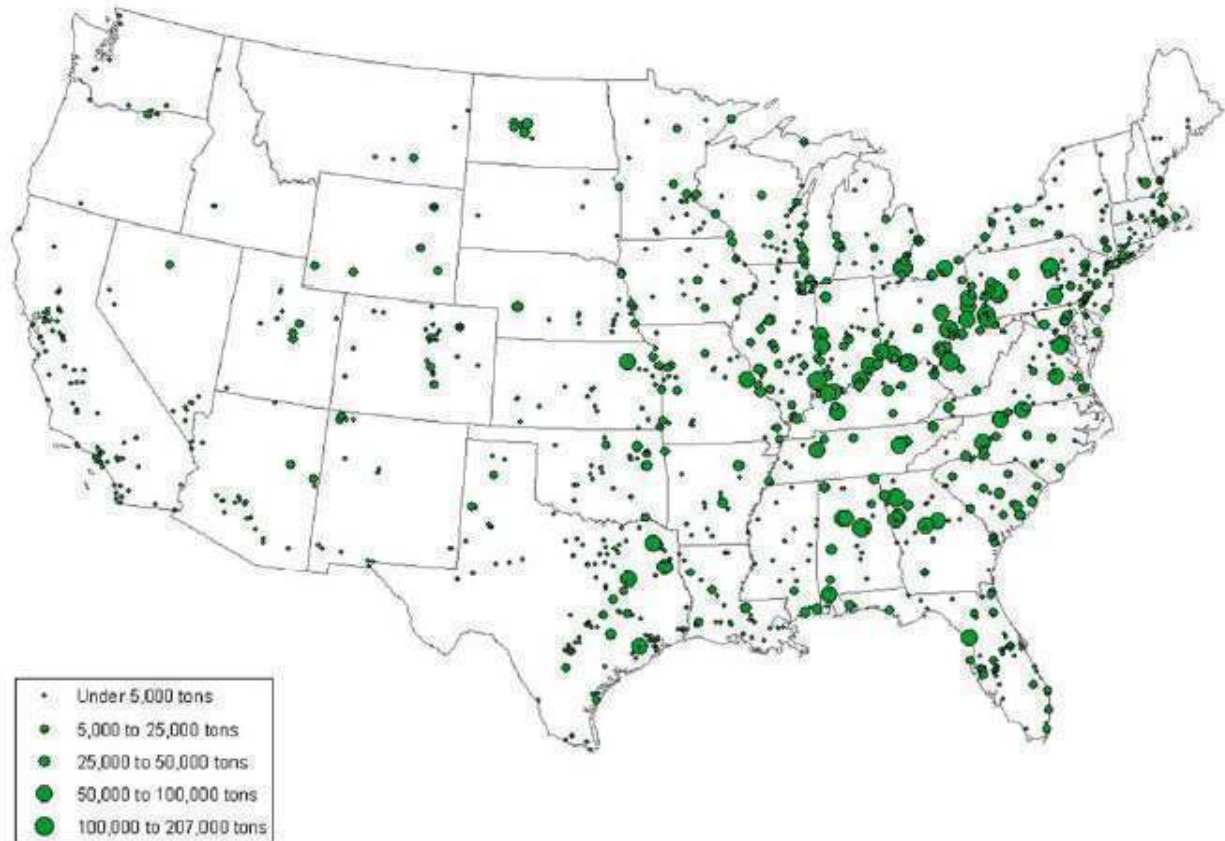 Under 5,000 tons
5,000 to 25,000 tons
25,000 to 50,000 tons
50,000 to 100,000 tons
100,000 to 207,000 tons